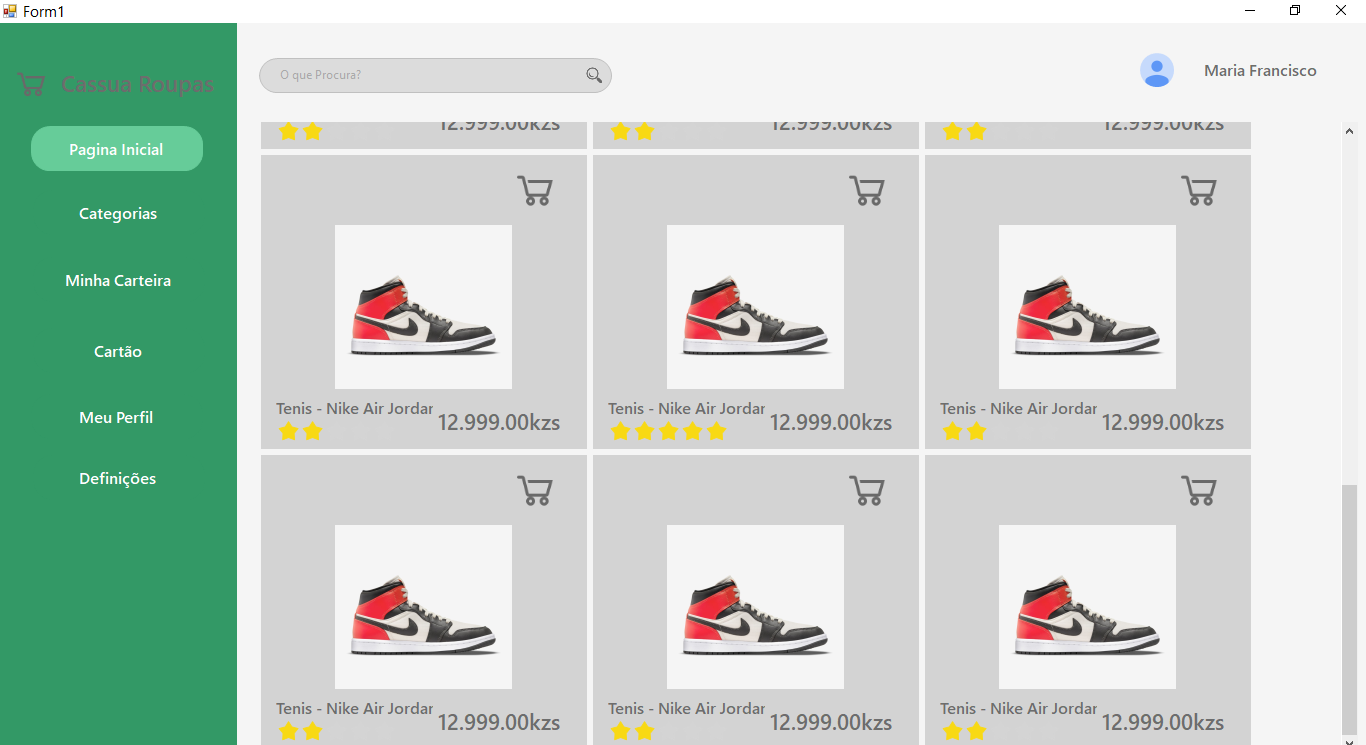 Form1
Cassua Roupas
Pagina Inicial
Categorias
Minha Carteira
Cartão
Meu Perfil
Definições
O que Procura?
Maria Francisco
12.999.00kzs
12.999.00kzs
12.999.00kzs
Tenis - Nike Air Jordar
12.999.00kzs
Tenis - Nike Air Jordar
12.999.00kzs
Tenis - Nike Air Jordar
12.999.00kzs
Tenis - Nike Air Jordar
12.999.00kzs
Tenis - Nike Air Jordar
12.999.00kzs
Tenis - Nike Air Jordar
12.999.00kzs